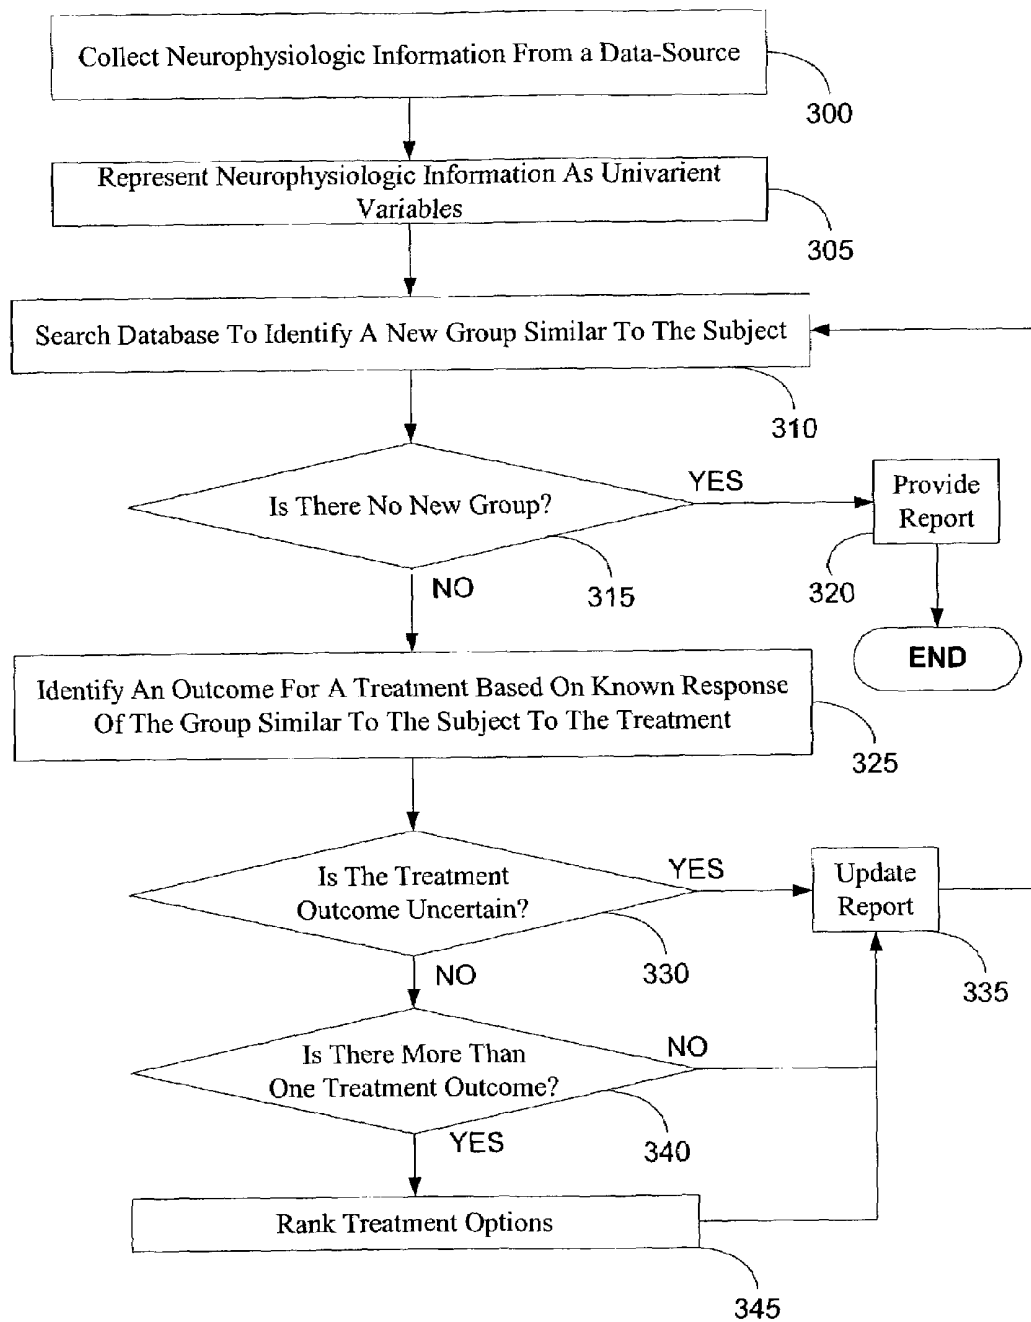 Collect Neurophysiologic Information From a Data-Source
300
Represent Neurophysiologic Information As Univarient
Variables
305
Search Database To Identify A New Group Similar To The Subject
310
Is There No New Group?
YES
Provide
Report
320
315
NO
END
Identify An Outcome For A Treatment Based On Known Response
Of The Group Similar To The Subject To The Treatment
325
Is The Treatment
Outcome Uncertain?
YES
Update
Report
330
335
NO
Is There More Than
One Treatment Outcome?
NO
340
YES
Rank Treatment Options
345